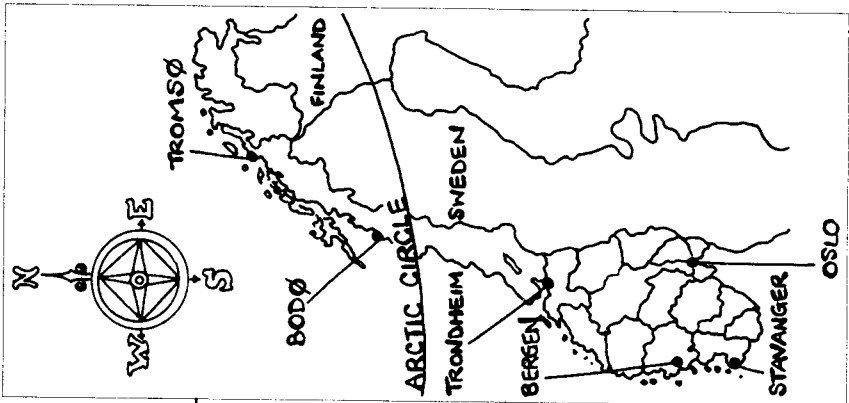 N
W
E
S
TROMSØ
FINLAND
BODØ
ARCTIC CIRCLE
SWEDEN
TRONDHEIM
BERGEN
OSLO
STAVANGER